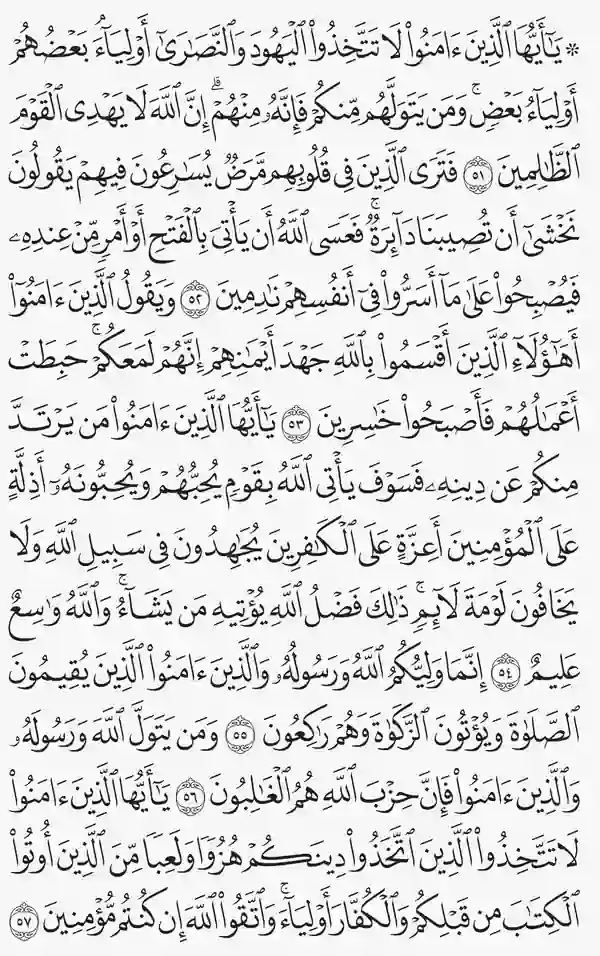 ۞ يَـٰٓأَيُّهَا ٱلَّذِينَ ءَامَنُوا۟ لَا تَتَّخِذُوا۟ ٱلْيَهُودَ وَٱلنَّصَـٰرَىٰٓ أَوْلِيَآءَ ۘ بَعْضُهُمْ
أَوْلِيَآءُ بَعْضٍ ۚ وَمَن يَتَوَلَّهُم مِّنكُمْ فَإِنَّهُۥ مِنْهُمْ ۗ إِنَّ ٱللَّهَ لَا يَهْدِى ٱلْقَوْمَ
ٱلظَّـٰلِمِينَ ٥١ فَتَرَى ٱلَّذِينَ فِى قُلُوبِهِم مَّرَضٌ يُسَـٰرِعُونَ فِيهِمْ يَقُولُونَ
نَخْشَىٰٓ أَن تُصِيبَنَا دَآئِرَةٌ ۚ فَعَسَى ٱللَّهُ أَن يَأْتِىَ بِٱلْفَتْحِ أَوْ أَمْرٍ مِّنْ عِندِهِۦ
فَيُصْبِحُوا۟ عَلَىٰ مَآ أَسَرُّوا۟ فِىٓ أَنفُسِهِمْ نَـٰدِمِينَ ٥٢ وَيَقُولُ ٱلَّذِينَ ءَامَنُوٓا۟
أَهَـٰٓؤُلَآءِ ٱلَّذِينَ أَقْسَمُوا۟ بِٱللَّهِ جَهْدَ أَيْمَـٰنِهِمْ ۙ إِنَّهُمْ لَمَعَكُمْ ۚ حَبِطَتْ
أَعْمَـٰلُهُمْ فَأَصْبَحُوا۟ خَـٰسِرِينَ ٥٣ يَـٰٓأَيُّهَا ٱلَّذِينَ ءَامَنُوا۟ مَن يَرْتَدَّ
مِنكُمْ عَن دِينِهِۦ فَسَوْفَ يَأْتِى ٱللَّهُ بِقَوْمٍ يُحِبُّهُمْ وَيُحِبُّونَهُۥٓ أَذِلَّةٍ
عَلَى ٱلْمُؤْمِنِينَ أَعِزَّةٍ عَلَى ٱلْكَـٰفِرِينَ يُجَـٰهِدُونَ فِى سَبِيلِ ٱللَّهِ وَلَا
يَخَافُونَ لَوْمَةَ لَآئِمٍ ۚ ذَٰلِكَ فَضْلُ ٱللَّهِ يُؤْتِيهِ مَن يَشَآءُ ۚ وَٱللَّهُ وَٰسِعٌ
عَلِيمٌ ٥٤ إِنَّمَا وَلِيُّكُمُ ٱللَّهُ وَرَسُولُهُۥ وَٱلَّذِينَ ءَامَنُوا۟ ٱلَّذِينَ يُقِيمُونَ
ٱلصَّلَوٰةَ وَيُؤْتُونَ ٱلزَّكَوٰةَ وَهُمْ رَٰكِعُونَ ٥٥ وَمَن يَتَوَلَّ ٱللَّهَ وَرَسُولَهُۥ
وَٱلَّذِينَ ءَامَنُوا۟ فَإِنَّ حِزْبَ ٱللَّهِ هُمُ ٱلْغَـٰلِبُونَ ٥٦ يَـٰٓأَيُّهَا ٱلَّذِينَ ءَامَنُوا۟
لَا تَتَّخِذُوا۟ ٱلَّذِينَ ٱتَّخَذُوا۟ دِينَكُمْ هُزُوًا وَلَعِبًا مِّنَ ٱلَّذِينَ أُوتُوا۟
ٱلْكِتَـٰبَ مِن قَبْلِكُمْ وَٱلْكُفَّارَ أَوْلِيَآءَ ۚ وَٱتَّقُوا۟ ٱللَّهَ إِن كُنتُم مُّؤْمِنِينَ ٥٧